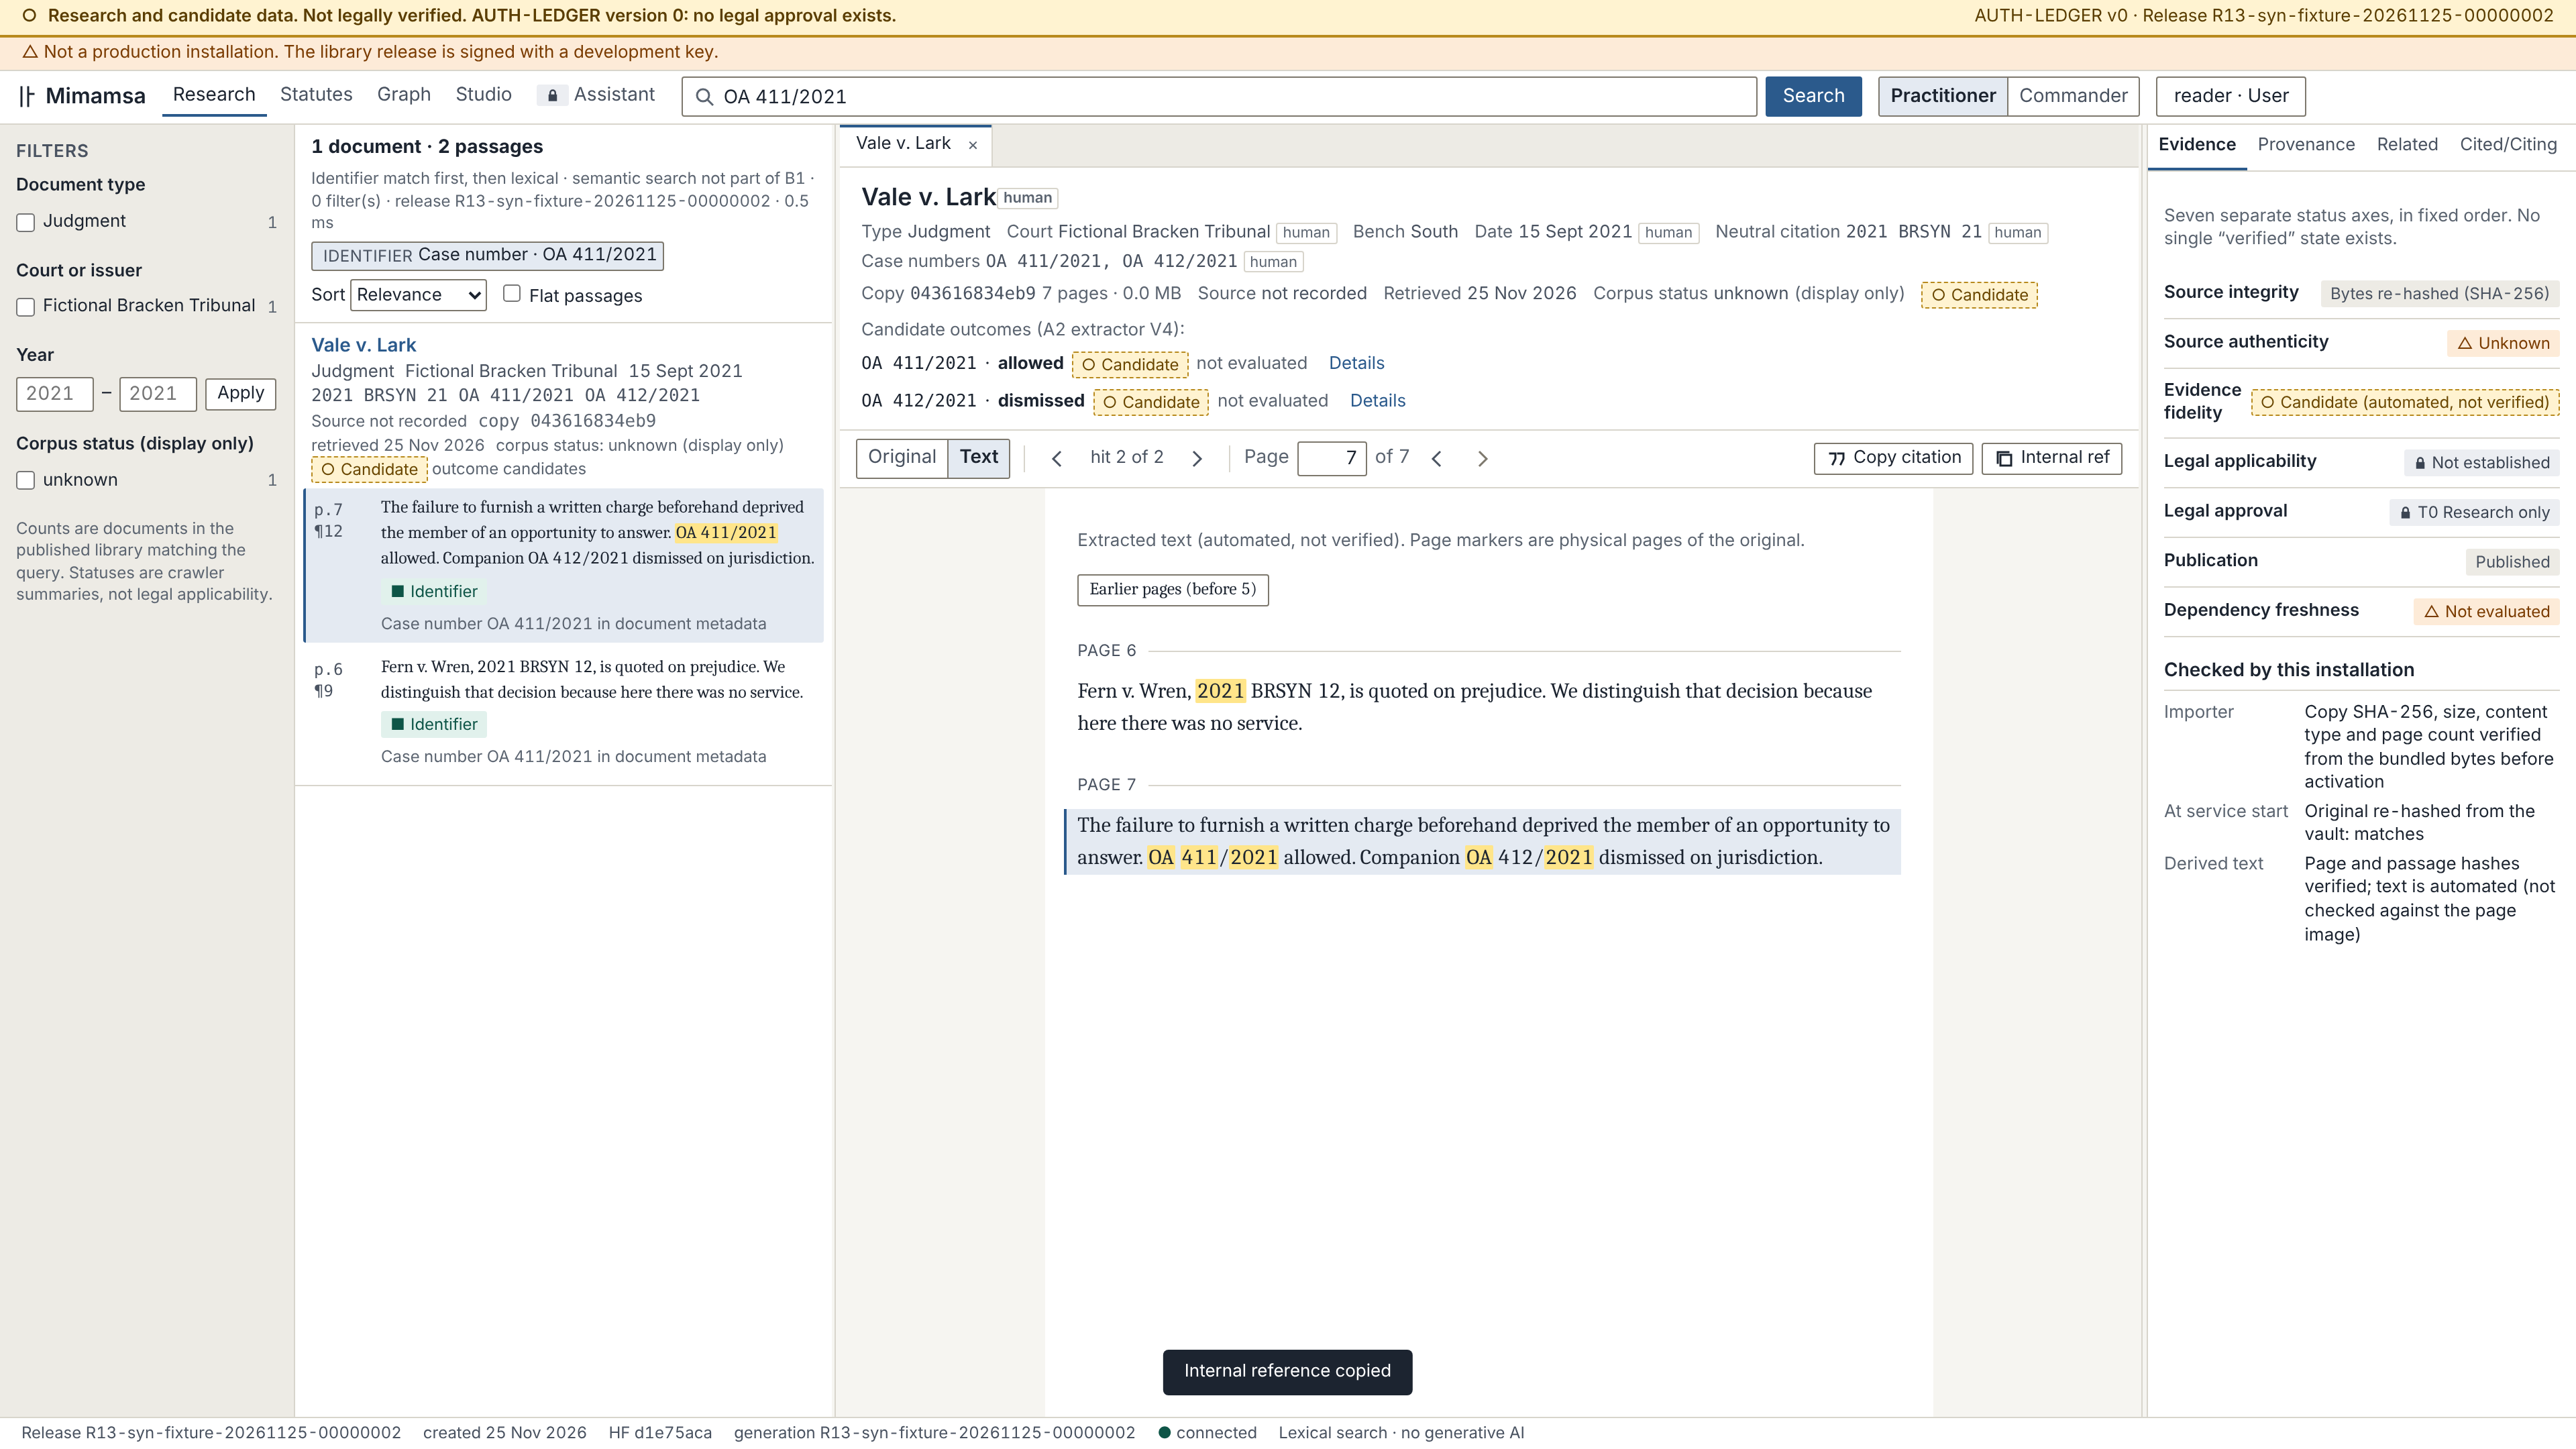 Research and candidate data. Not legally verified. AUTH-LEDGER version 0: no legal approval exists.
AUTH-LEDGER v0 · Release R13-syn-fixture-20261125-00000002
Not a production installation. The library release is signed with a development key.
Mimamsa
Research
Statutes
Graph
Studio
Assistant
OA 411/2021
Search
Practitioner
Commander
reader · User
FILTERS
Document type
Judgment 1
Court or issuer
Fictional Bracken Tribunal 1
Year
2021 – 2021 Apply
Corpus status (display only)
unknown 1
Counts are documents in the
published library matching the
query. Statuses are crawler
summaries, not legal applicability.
1 document · 2 passages
Identifier match first, then lexical · semantic search not part of B1 ·
0 filter(s) · release R13-syn-fixture-20261125-00000002 · 0.5
ms
IDENTIFIER Case number · OA 411/2021
Sort Relevance Flat passages
Vale v. Lark
Judgment Fictional Bracken Tribunal 15 Sept 2021
2021 BRSYN 21 OA 411/2021 OA 412/2021
Source not recorded copy 043616834eb9
retrieved 25 Nov 2026 corpus status: unknown (display only)
Candidate outcome candidates
p.7
¶12
The failure to furnish a written charge beforehand deprived
the member of an opportunity to answer. OA 411/2021
allowed. Companion OA 412/2021 dismissed on jurisdiction.
Identifier
Case number OA 411/2021 in document metadata
p.6
¶9
Fern v. Wren, 2021 BRSYN 12, is quoted on prejudice. We
distinguish that decision because here there was no service.
Identifier
Case number OA 411/2021 in document metadata
Vale v. Lark ×
Vale v. Lark human
Type Judgment Court Fictional Bracken Tribunal human Bench South Date 15 Sept 2021 human Neutral citation 2021 BRSYN 21 human
Case numbers OA 411/2021, OA 412/2021 human
Copy 043616834eb9 7 pages · 0.0 MB Source not recorded Retrieved 25 Nov 2026 Corpus status unknown (display only) Candidate
Candidate outcomes (A2 extractor V4):
OA 411/2021 · allowed Candidate not evaluated Details
OA 412/2021 · dismissed Candidate not evaluated Details
Original Text hit 2 of 2 Page 7 of 7 Copy citation Internal ref
Extracted text (automated, not verified). Page markers are physical pages of the original.
Earlier pages (before 5)
PAGE 6
Fern v. Wren, 2021 BRSYN 12, is quoted on prejudice. We distinguish that decision because
here there was no service.
PAGE 7
The failure to furnish a written charge beforehand deprived the member of an opportunity to
answer. OA 411/2021 allowed. Companion OA 412/2021 dismissed on jurisdiction.
Internal reference copied
Evidence
Provenance
Related
Cited/Citing
Seven separate status axes, in fixed order. No
single “verified” state exists.
Source integrity Bytes re-hashed (SHA-256)
Source authenticity Unknown
Evidence
fidelity
Candidate (automated, not verified)
Legal applicability Not established
Legal approval T0 Research only
Publication Published
Dependency freshness Not evaluated
Checked by this installation
Importer Copy SHA-256, size, content
type and page count verified
from the bundled bytes before
activation
At service start Original re-hashed from the
vault: matches
Derived text Page and passage hashes
verified; text is automated (not
checked against the page
image)
Release R13-syn-fixture-20261125-00000002 created 25 Nov 2026 HF d1e75aca generation R13-syn-fixture-20261125-00000002 connected Lexical search · no generative AI